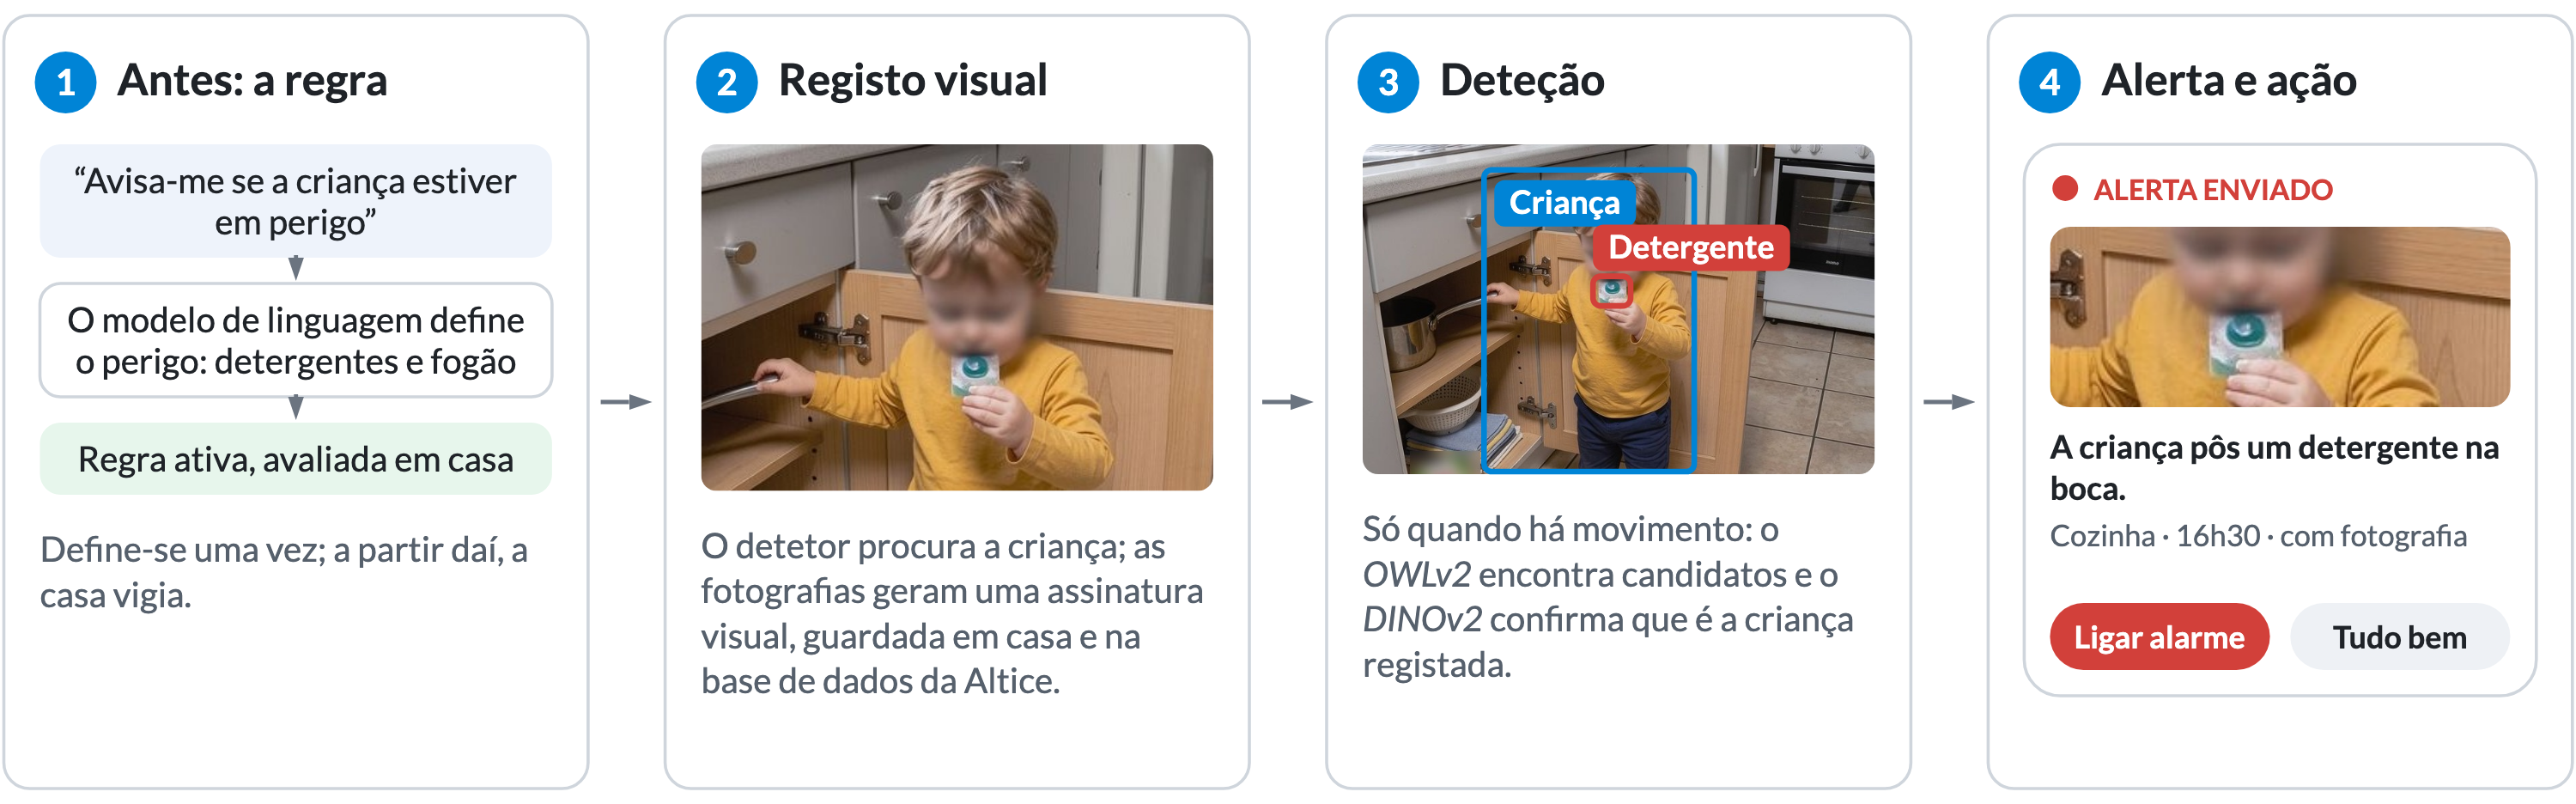 1 Antes: a regra
“Avisa-me se a criança estiver
em perigo”
O modelo de linguagem define
o perigo: detergentes e fogão
Regra ativa, avaliada em casa
Define-se uma vez; a partir daí, a
casa vigia.
2 Registo visual
O detetor procura a criança; as
fotografias geram uma assinatura
visual, guardada em casa e na
base de dados da Altice.
3 Deteção
Criança
Detergente
Só quando há movimento: o
OWLv2 encontra candidatos e o
DINOv2 confirma que é a criança
registada.
4 Alerta e ação
ALERTA ENVIADO
A criança pôs um detergente na
boca.
Cozinha · 16h30 · com fotografia
Ligar alarme
Tudo bem